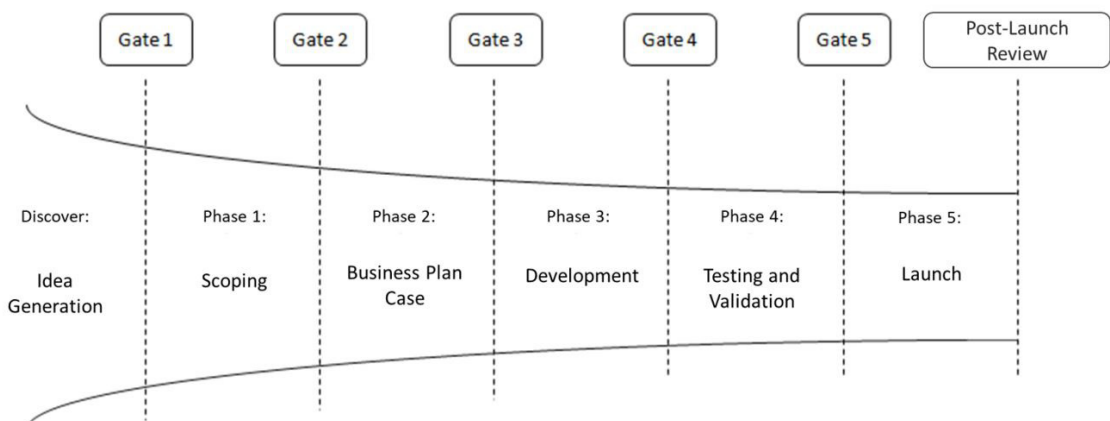 Gate 1
Gate 2
Gate 3
Gate 4
Gate 5
Post-Launch
Review
Discover:
Idea
Generation
Phase 1:
Scoping
Phase 2:
Business Plan
Case
Phase 3:
Development
Phase 4:
Testing and
Validation
Phase 5:
Launch